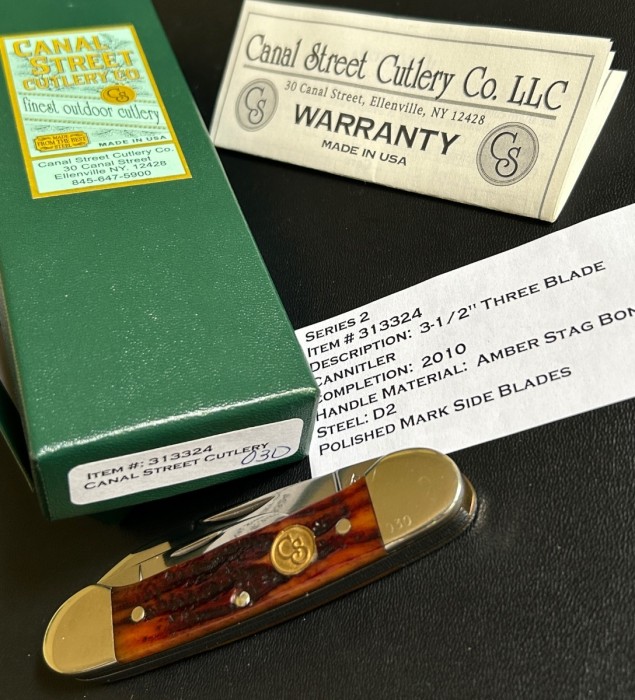 CANAL
STREET
CUTLERY CO.
CS
finest outdoor cutlery
MADE IN USA
FROM THE BEST
Canal Street Cutlery Co.
30 Canal Street
Ellenville NY. 12428
845-647-5900
Canal Street Cutlery Co. LLC
30 Canal Street, Ellenville, NY 12428
CS
WARRANTY
CS
MADE IN USA
SERIES 2
ITEM # 313324
DESCRIPTION: 3-1/2" THREE BLADE
CANNITLER
COMPLETION: 2010
HANDLE MATERIAL: AMBER STAG BON
STEEL: D2
POLISHED MARK SIDE BLADES
ITEM #: 313324
CANAL STREET CUTLERY
030
CS
030